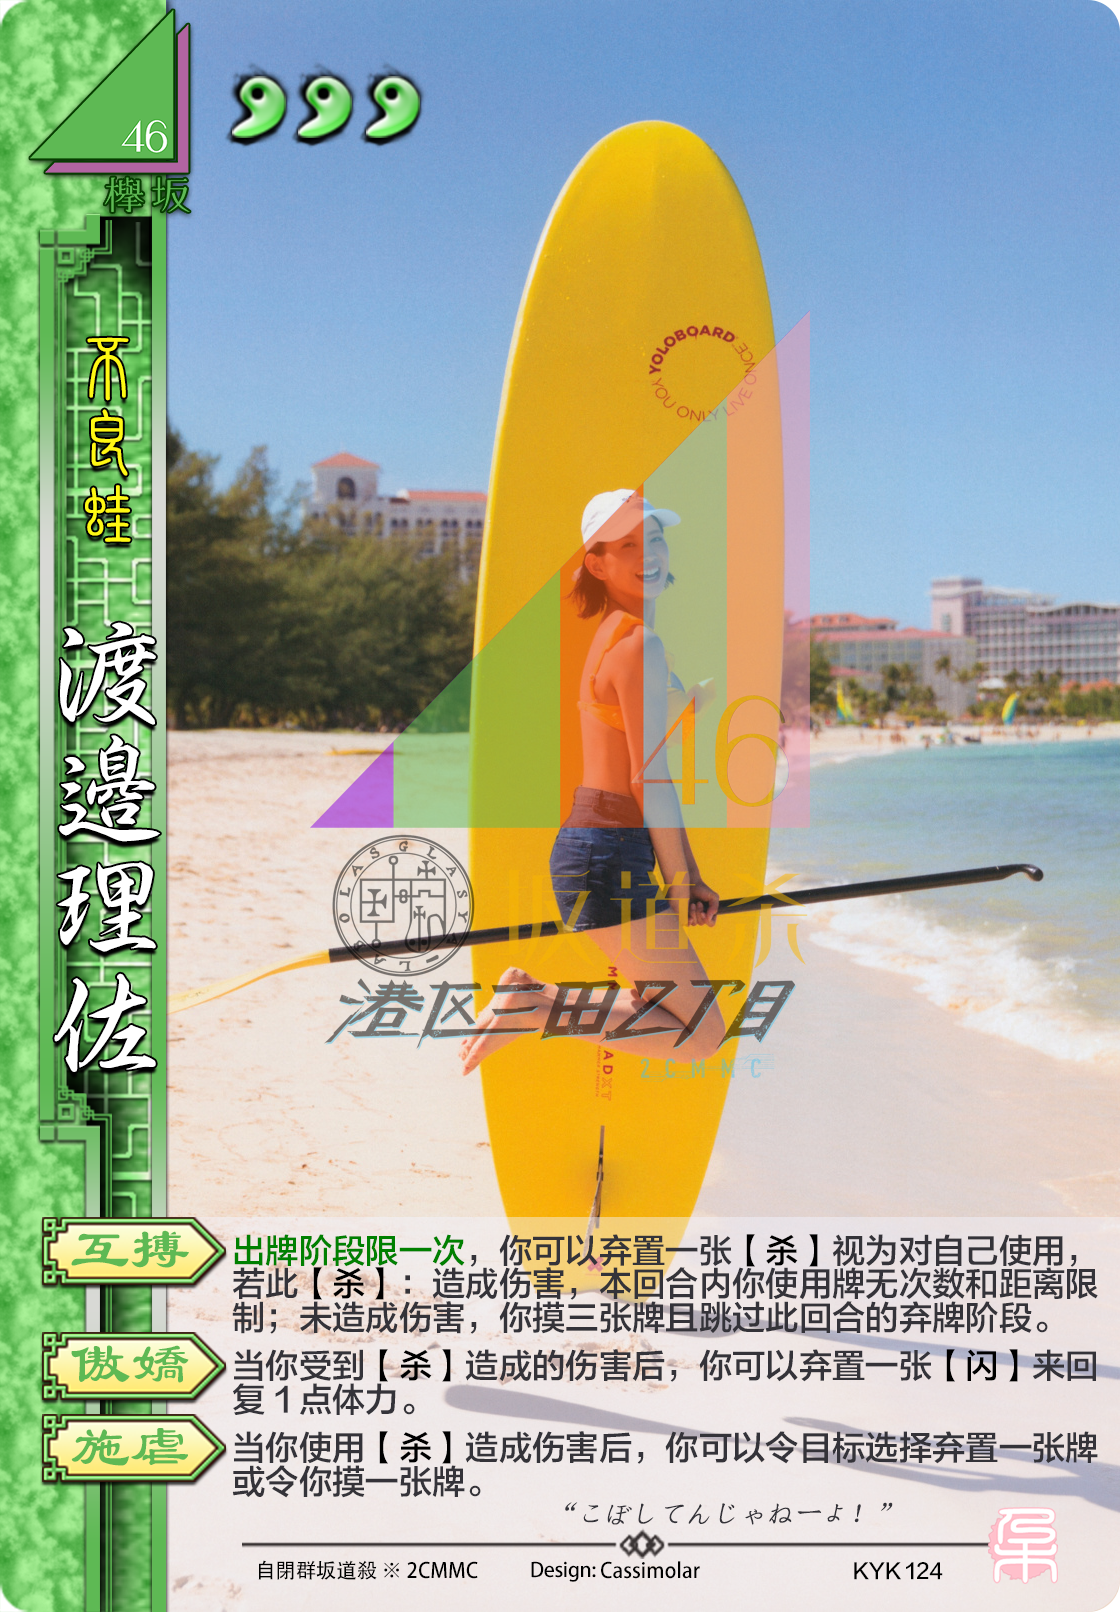 46
欅坂
不良蛙
渡邉理佐
YOLOBOARD
YOU ONLY LIVE ONCE
46
GLASYALABOLAS
坂道杀
港区三田2丁目
2CMMC
互搏
出牌阶段限一次，你可以弃置一张【杀】视为对自己使用，
若此【杀】：造成伤害，本回合内你使用牌无次数和距离限
制；未造成伤害，你摸三张牌且跳过此回合的弃牌阶段。
傲嬌
当你受到【杀】造成的伤害后，你可以弃置一张【闪】来回
复1点体力。
施虐
当你使用【杀】造成伤害后，你可以令目标选择弃置一张牌
或令你摸一张牌。
“こぼしてんじゃねーよ！”
自閉群坂道殺 ※ 2CMMC
Design: Cassimolar
KYK 124